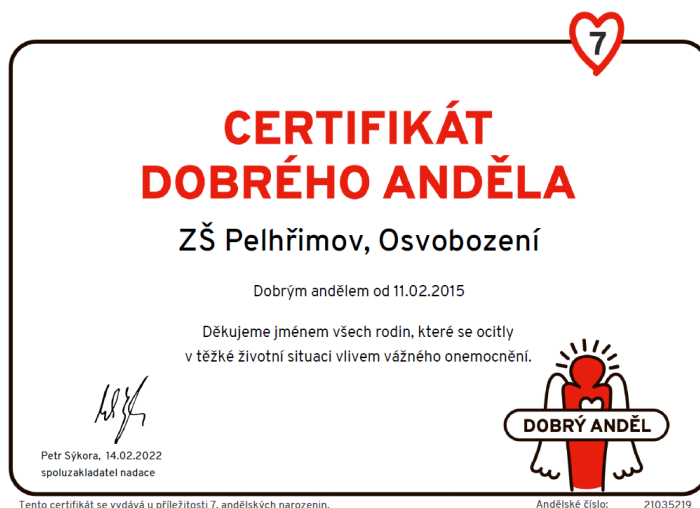 7
CERTIFIKÁT
DOBRÉHO ANDĚLA
ZŠ Pelhřimov, Osvobození
Dobrým andělem od 11.02.2015
Děkujeme jménem všech rodin, které se ocitly
v těžké životní situaci vlivem vážného onemocnění.
DOBRÝ ANDĚL
Petr Sýkora, 14.02.2022
spoluzakladatel nadace
Tento certifikát se vydává u příležitosti 7. andělských narozenin.
Andělské číslo: 21035219